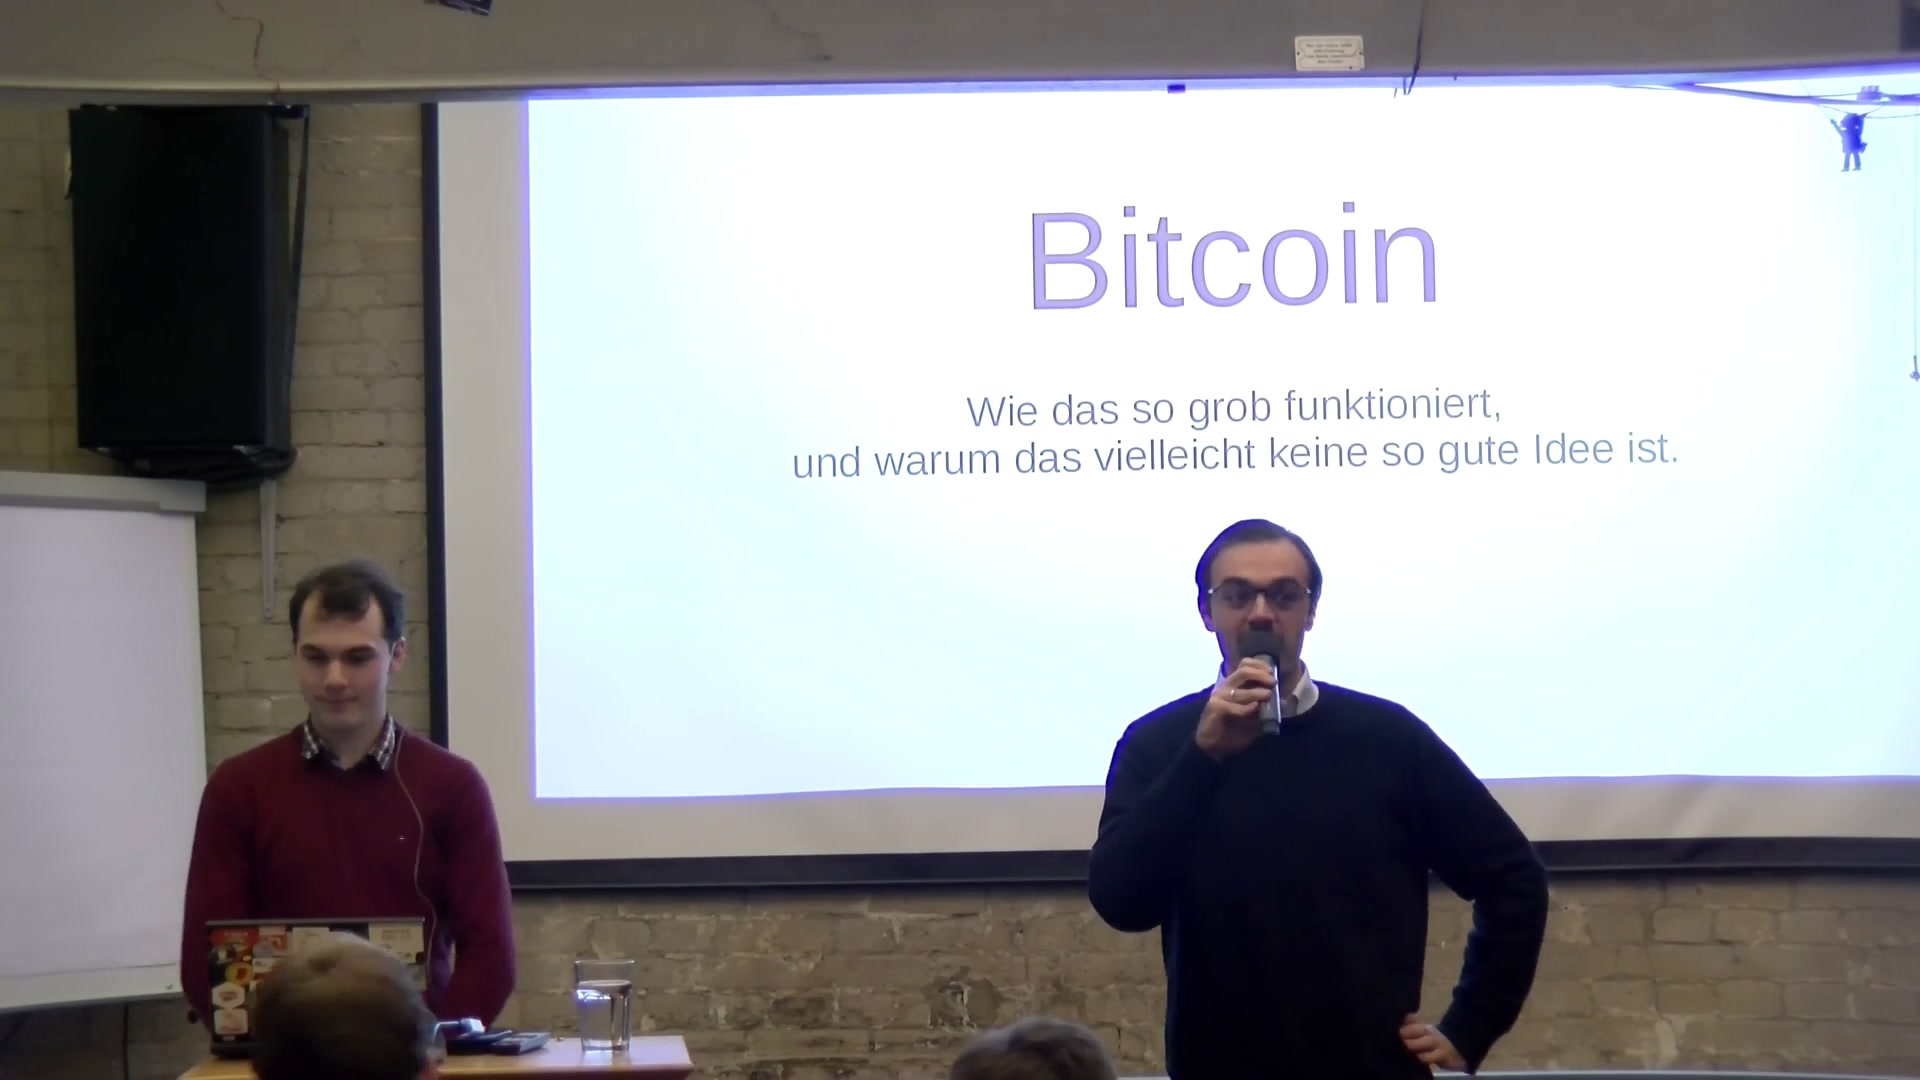 Bitcoin
Wie das so grob funktioniert,
und warum das vielleicht keine so gute Idee ist.